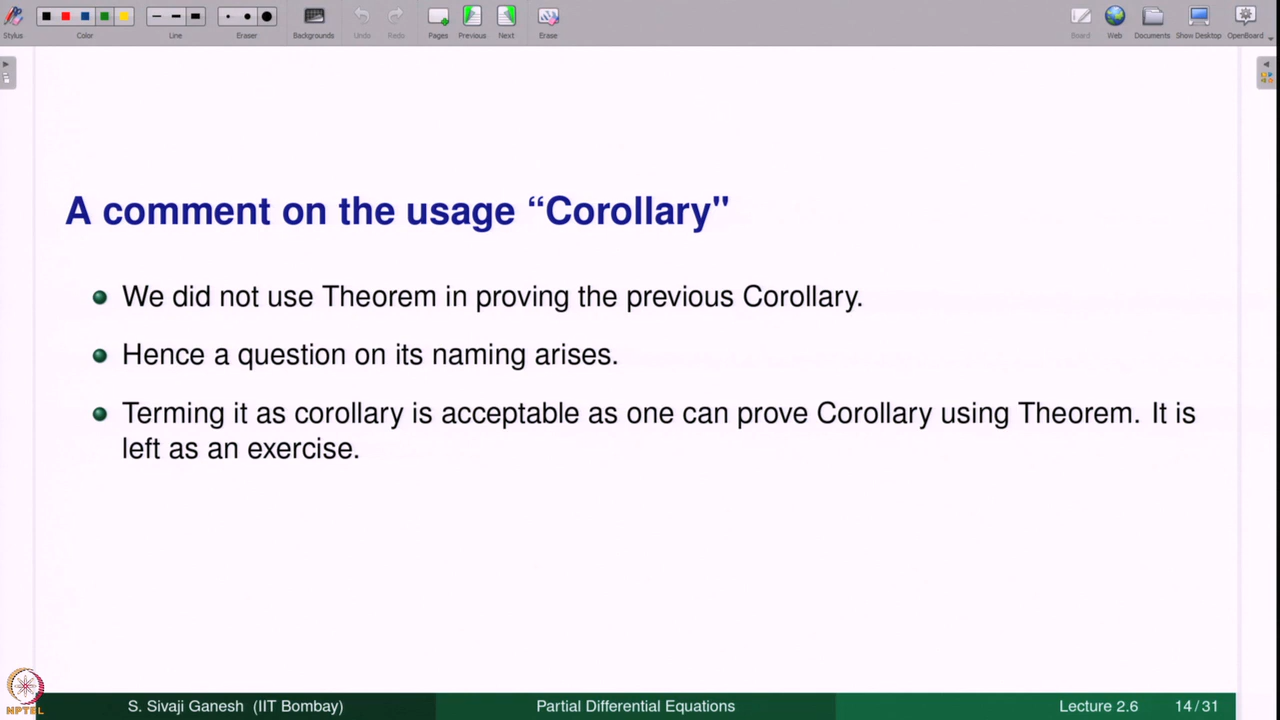 Stylus
Color
Line
Eraser
Backgrounds
Undo
Redo
Pages
Previous
Next
Erase
Board
Web
Documents
Show Desktop
OpenBoard
A comment on the usage “Corollary"
We did not use Theorem in proving the previous Corollary.
Hence a question on its naming arises.
Terming it as corollary is acceptable as one can prove Corollary using Theorem. It is
left as an exercise.
NPTEL
S. Sivaji Ganesh (IIT Bombay)
Partial Differential Equations
Lecture 2.6
14/31